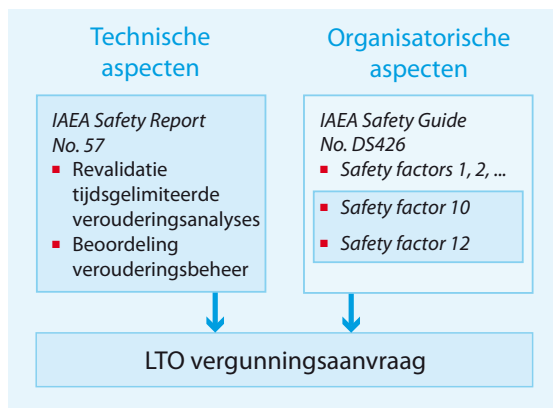 Technische
aspecten
IAEA Safety Report
No. 57
Revalidatie
tijdsgelimiteerde
verouderingsanalyses
Beoordeling
verouderingsbeheer
Organisatorische
aspecten
IAEA Safety Guide
No. DS426
Safety factors 1, 2, ...
Safety factor 10
Safety factor 12
LTO vergunningsaanvraag